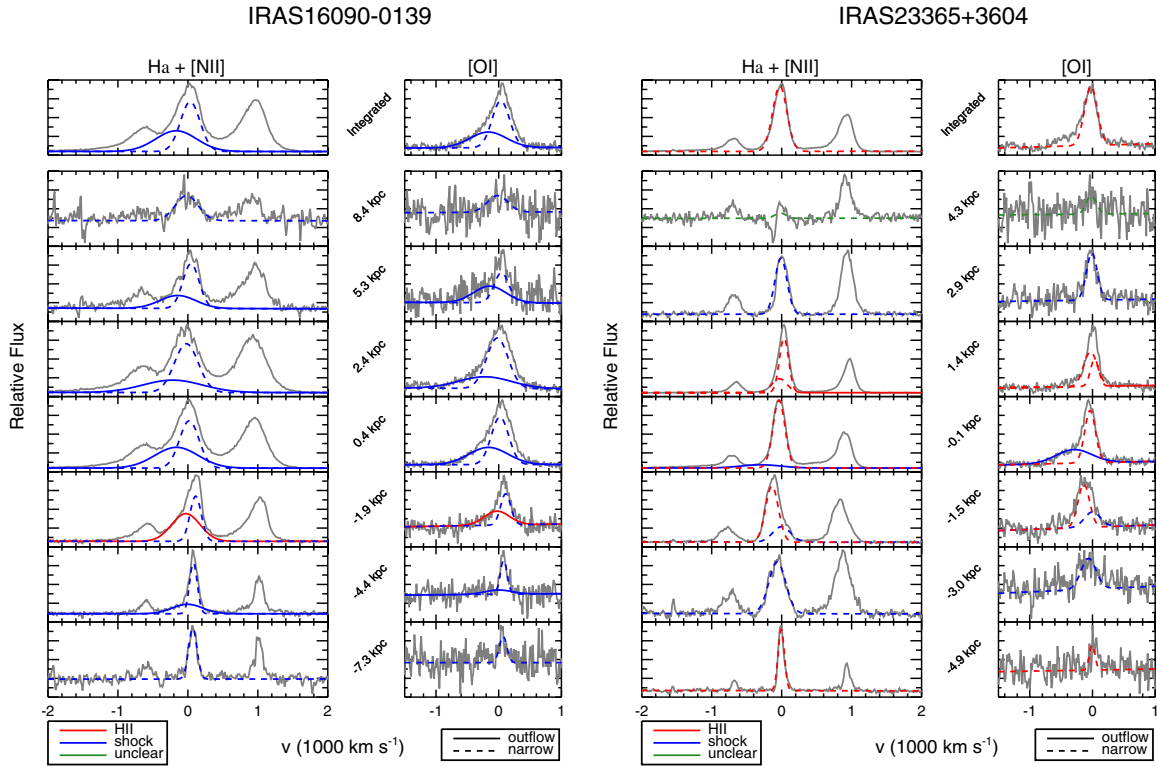 IRAS16090-0139
IRAS23365+3604
Ha + [NII]
[OI]
Ha + [NII]
[OI]
Integrated
8.4 kpc
5.3 kpc
2.4 kpc
0.4 kpc
-1.9 kpc
-4.4 kpc
-7.3 kpc
Integrated
4.3 kpc
2.9 kpc
1.4 kpc
-0.1 kpc
-1.5 kpc
-3.0 kpc
-4.9 kpc
Relative Flux
Relative Flux
-2 -1 0 1 2
-1 0 1
-2 -1 0 1 2
-1 0 1
HII
shock
unclear
v (1000 km s⁻¹)
outflow
narrow
HII
shock
unclear
v (1000 km s⁻¹)
outflow
narrow